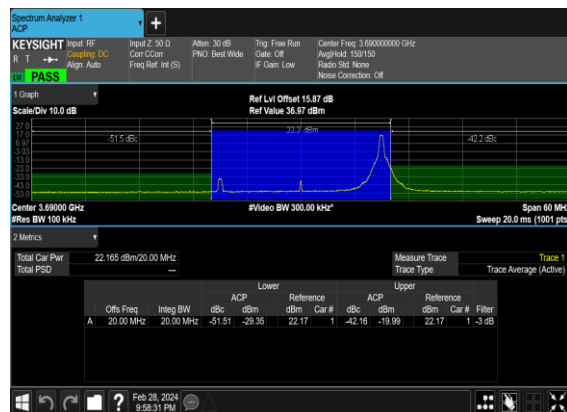 Spectrum Analyzer 1
ACP
+
KEYSIGHT Input: RF Input Z: 50 Ω Atten: 30 dB Trig: Free Run Center Freq: 3.690000000 GHz
R T Coupling: DC Corr CCorr PNO: Best Wide Gate: Off Avg|Hold: 150/150
Align: Auto Freq Ref: Int (S) IF Gain: Low Radio Std: None
PASS Noise Correction: Off
1 Graph Ref Lvl Offset 15.87 dB
Scale/Div 10.0 dB Ref Value 36.97 dBm
27.0
17.0
6.97
-3.03
-13.0
-23.0
-33.0
-43.0
-53.0
-51.5 dBc 22.2 dBm -42.2 dBc
Center 3.69000 GHz #Video BW 300.00 kHz* Span 60 MHz
#Res BW 100 kHz Sweep 20.0 ms (1001 pts
2 Metrics
Total Car Pwr 22.165 dBm/20.00 MHz Measure Trace Trace 1
Total PSD --- Trace Type Trace Average (Active)
Lower Upper
ACP Reference ACP Reference
Offs Freq Integ BW dBc dBm dBm Car # dBc dBm dBm Car # Filter
A 20.00 MHz 20.00 MHz -51.51 -29.35 22.17 1 -42.16 -19.99 22.17 1 -3 dB
? Feb 28, 2024
9:58:31 PM